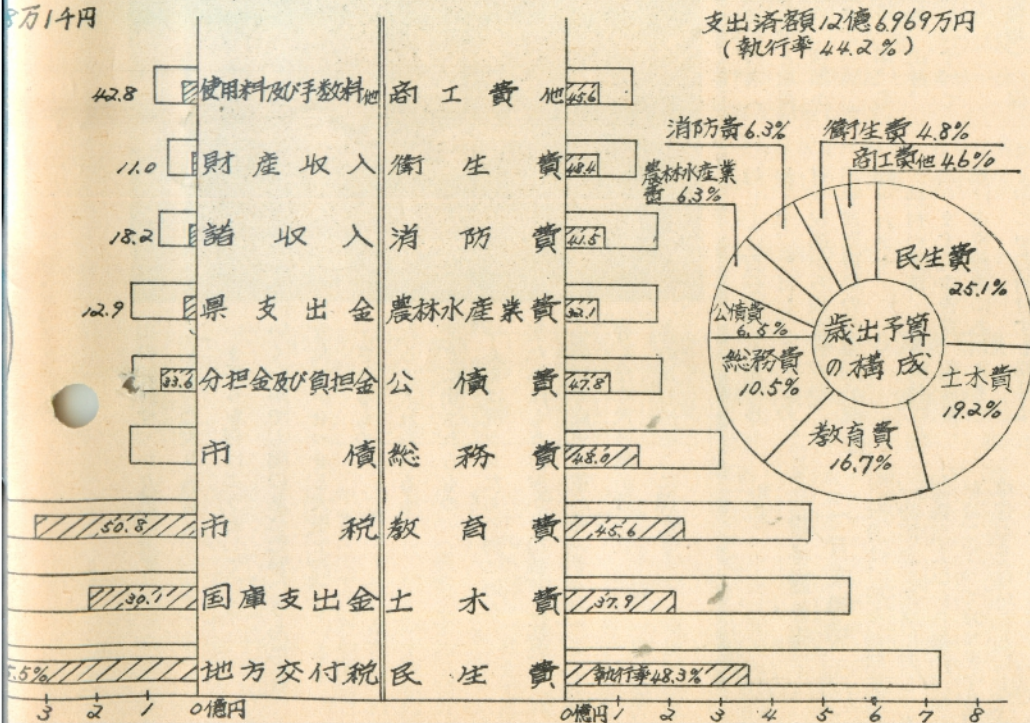 8万1千円
支出済額12億6,969万円
(執行率44.2%)
42.8 使用料及び手数料他 商工費他 45.6
11.0 財産収入 衛生費 48.4
18.2 諸収入 消防費 41.5
12.9 県支出金 農林水産業費 32.1
33.6 分担金及び負担金 公債費 47.8
市債 総務費 48.0
50.8 市税 教育費 45.6
39.1 国庫支出金 土木費 37.9
5.5% 地方交付税 民生費 執行率48.3%
3 2 1 0億円 0億円 1 2 3 4 5 6 7 8
消防費6.3%
衛生費4.8%
商工費他4.6%
農林水産業
費 6.3%
民生費
25.1%
公債費
6.5%
歳出予算
の構成
総務費
10.5%
土木費
19.2%
教育費
16.7%